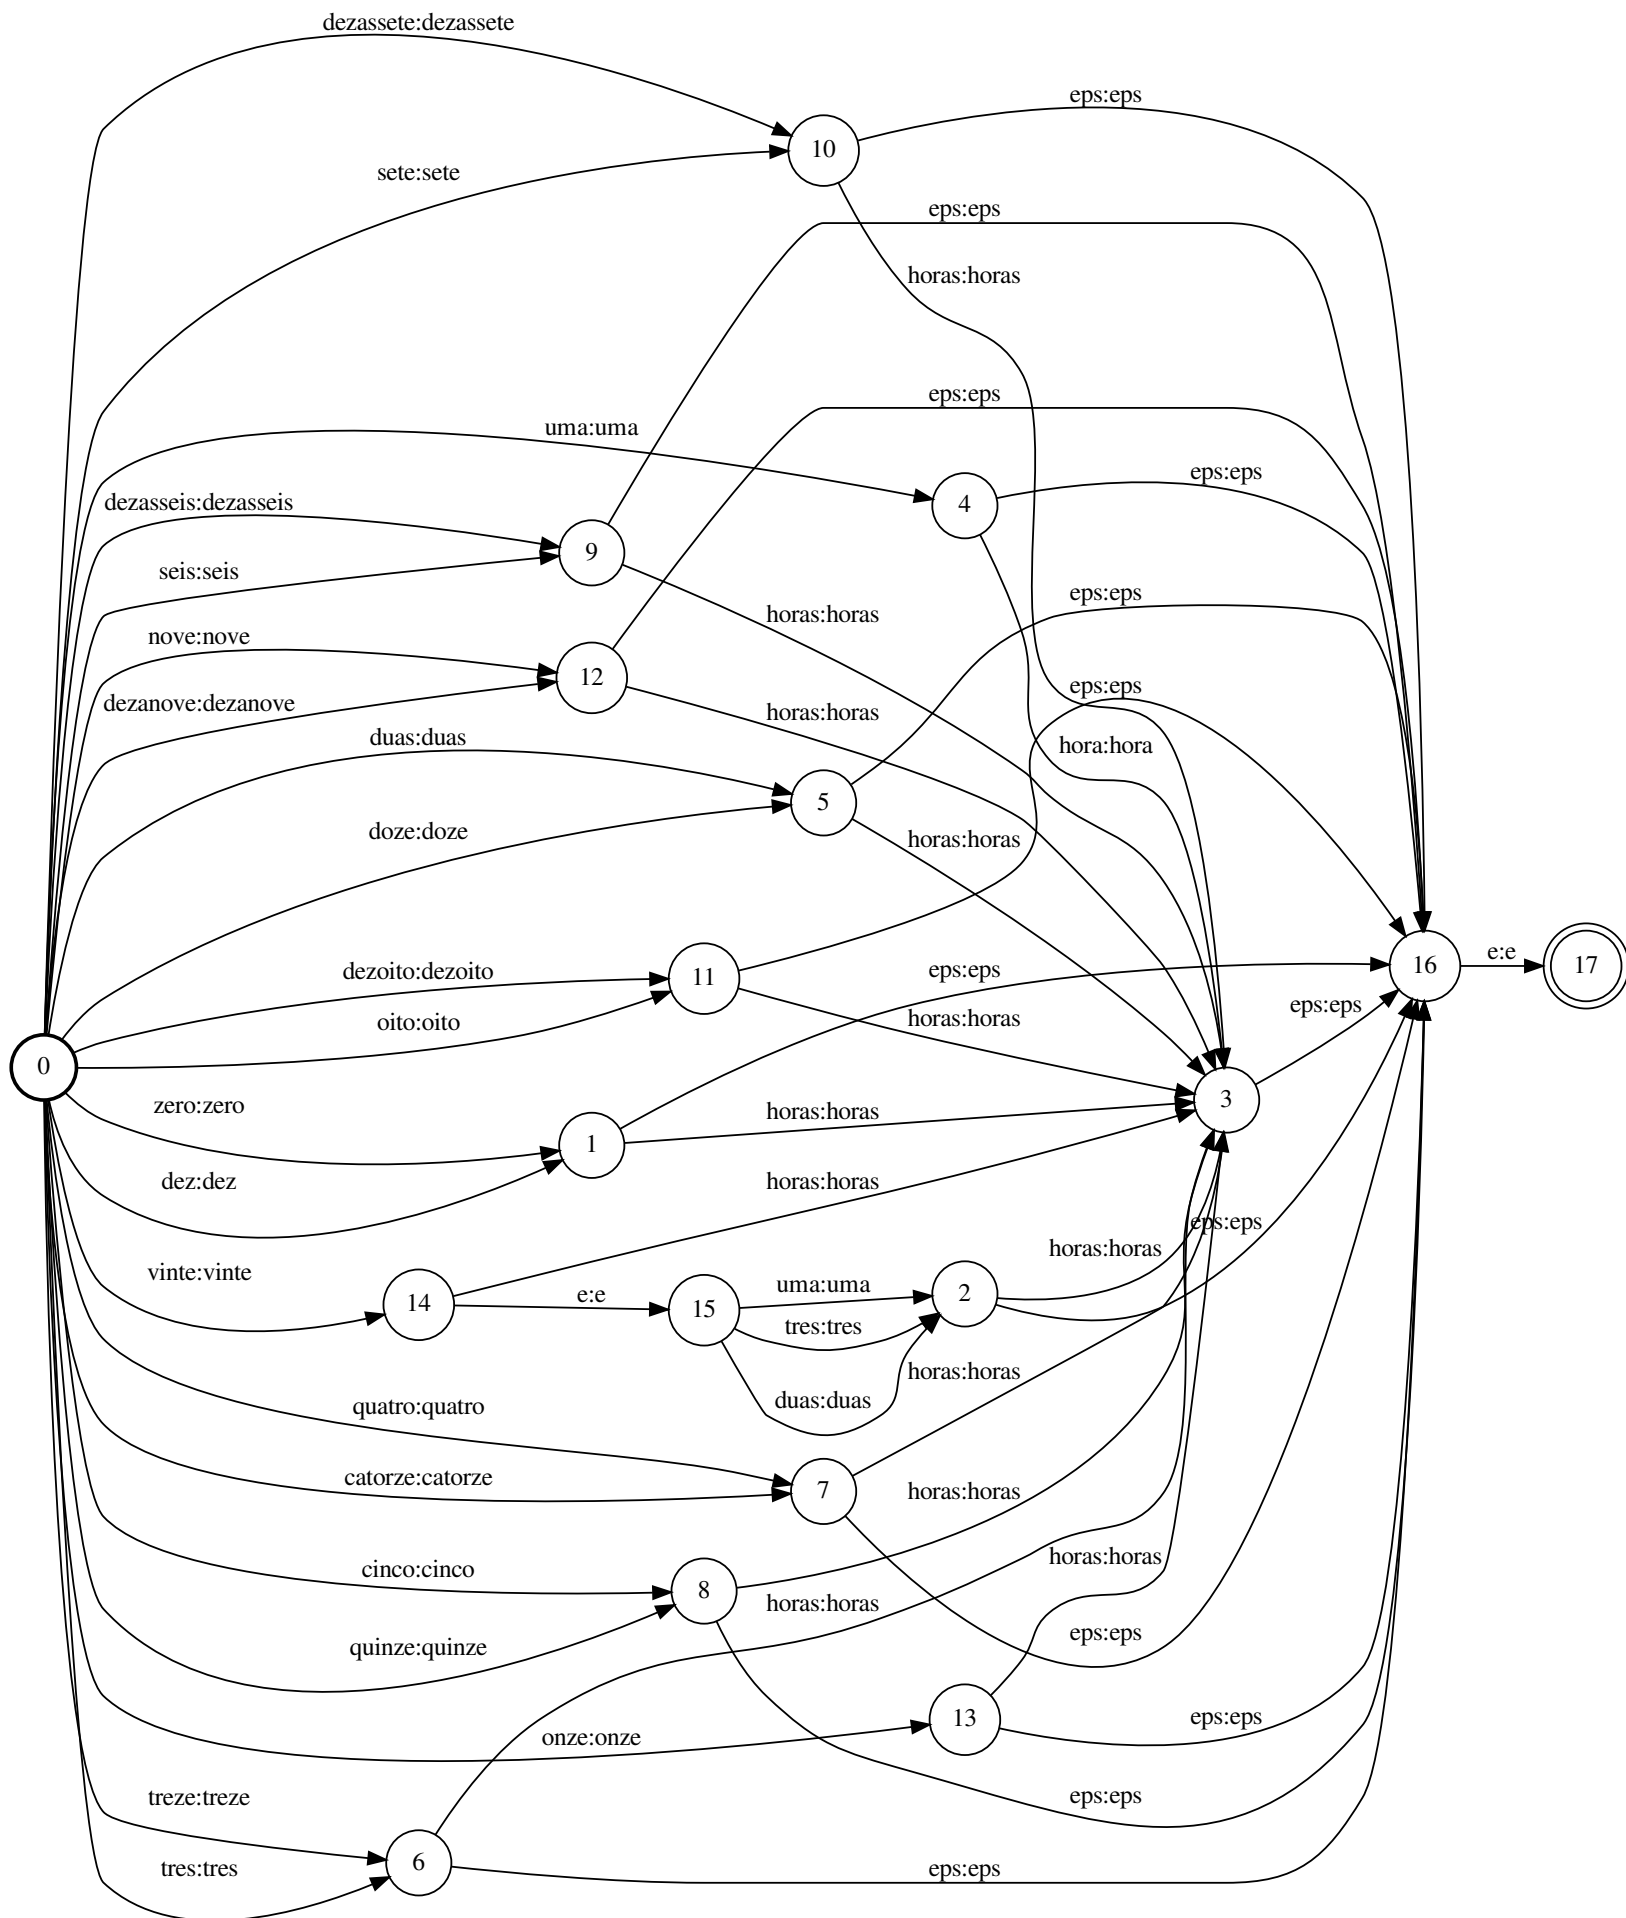 dezassete:dezassete
eps:eps
10
sete:sete
eps:eps
horas:horas
eps:eps
uma:uma
eps:eps
dezasseis:dezasseis
4
9
seis:seis
eps:eps
horas:horas
nove:nove
12
eps:eps
dezanove:dezanove
horas:horas
duas:duas
hora:hora
5
doze:doze
horas:horas
e:e
dezoito:dezoito
eps:eps
16
17
11
eps:eps
horas:horas
oito:oito
0
3
zero:zero
horas:horas
1
dez:dez
horas:horas
eps:eps
horas:horas
vinte:vinte
uma:uma
2
e:e
14
15
tres:tres
horas:horas
duas:duas
quatro:quatro
catorze:catorze
7
horas:horas
horas:horas
cinco:cinco
8
horas:horas
eps:eps
quinze:quinze
eps:eps
13
onze:onze
treze:treze
eps:eps
6
tres:tres
eps:eps